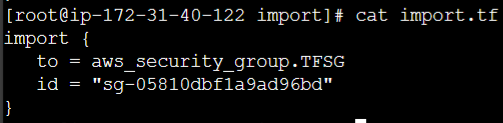 [root@ip-172-31-40-122 import]# cat import.tf
import {
   to = aws_security_group.TFSG
   id = "sg-05810dbf1a9ad96bd"
}